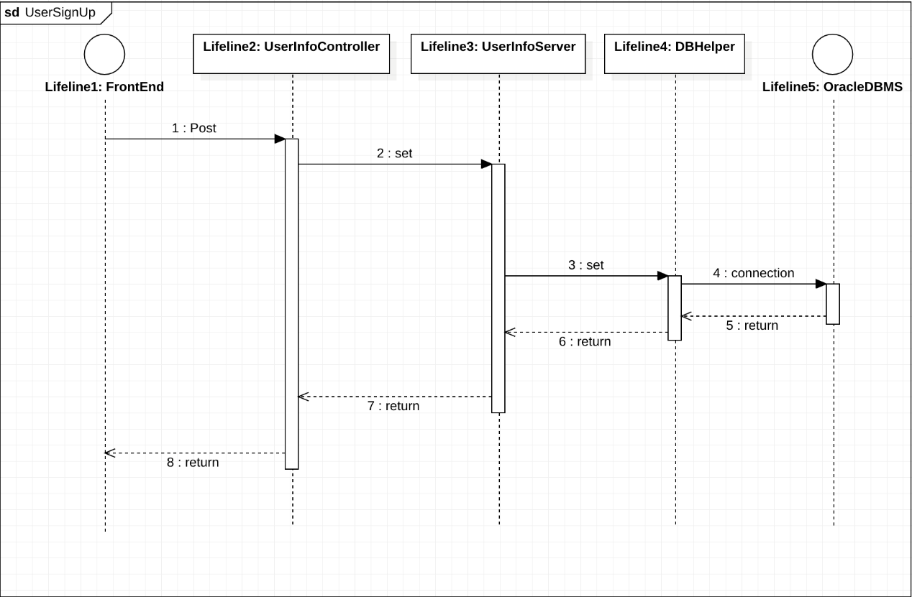 sd UserSignUp
Lifeline2: UserInfoController
Lifeline3: UserInfoServer
Lifeline4: DBHelper
Lifeline1: FrontEnd
Lifeline5: OracleDBMS
1 : Post
2 : set
3 : set
4 : connection
5 : return
6 : return
7 : return
8 : return